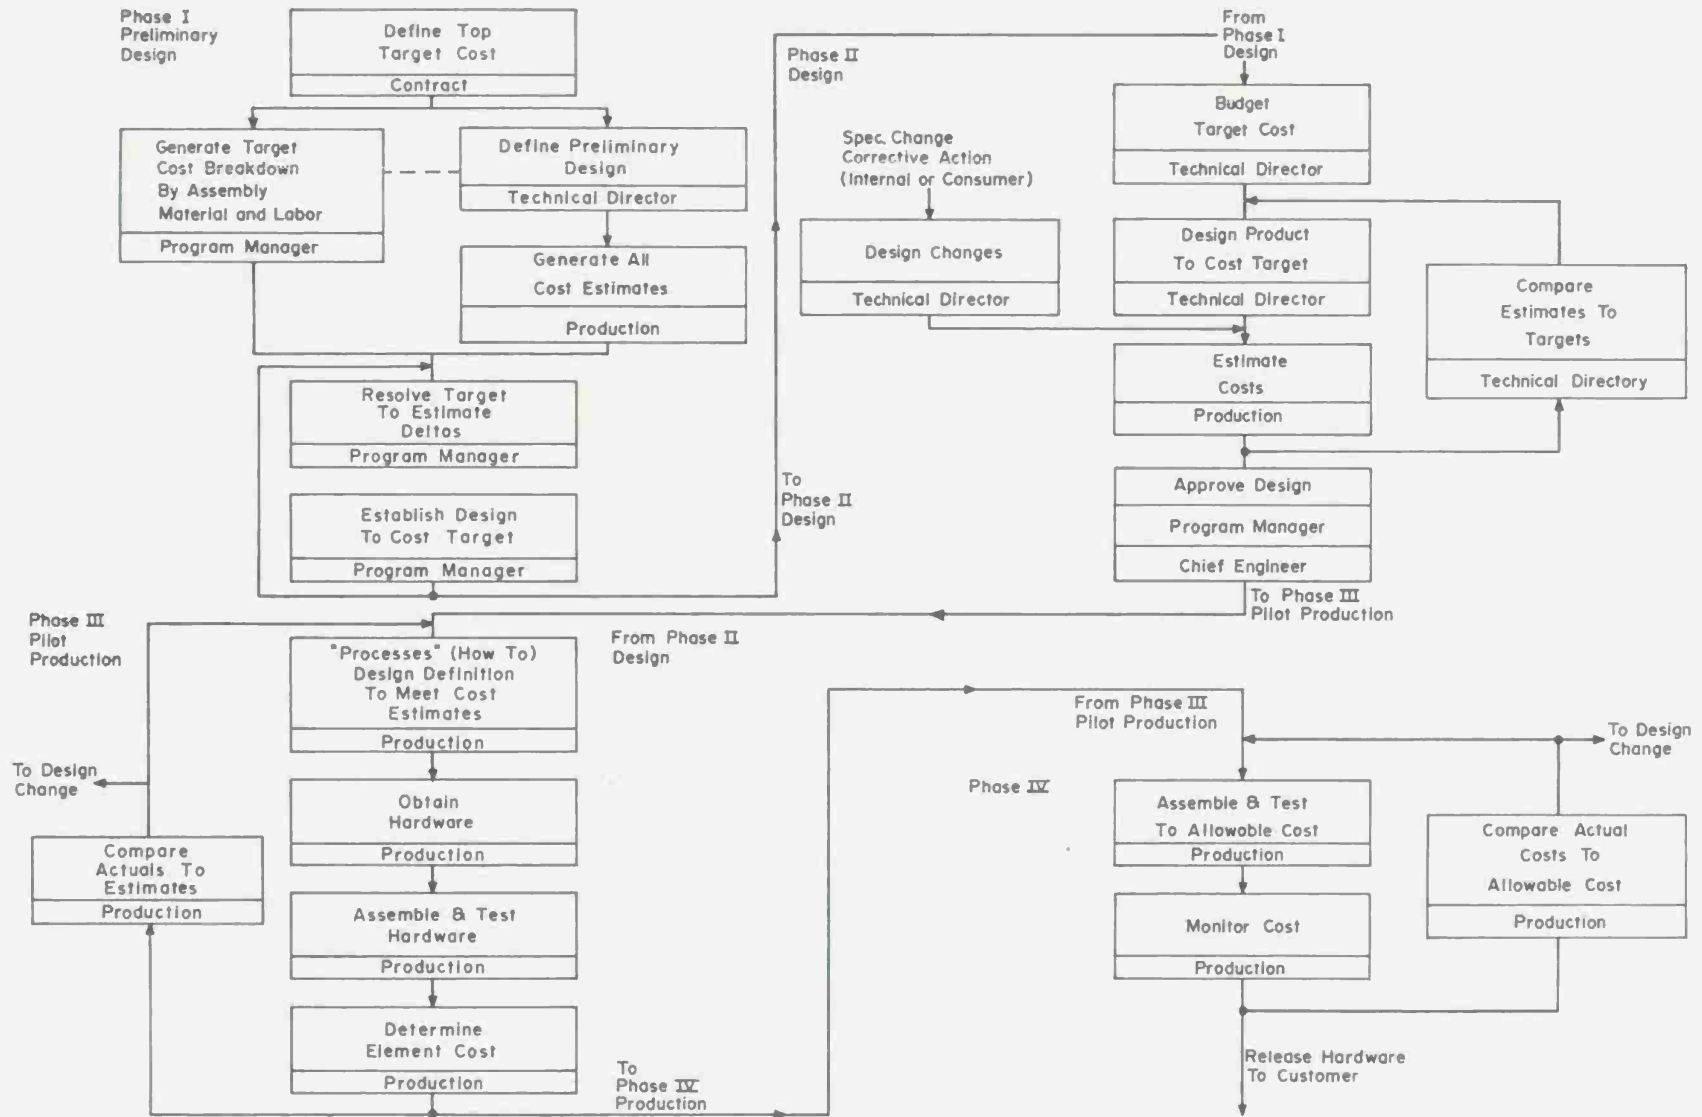 Phase I
Preliminary
Design
Define Top
Target Cost
Contract
Generate Target
Cost Breakdown
By Assembly
Material and Labor
Program Manager
Define Preliminary
Design
Technical Director
Generate All
Cost Estimates
Production
Resolve Target
To Estimate
Deltas
Program Manager
Establish Design
To Cost Target
Program Manager
To
Phase II
Design
Phase II
Design
From
Phase I
Design
Budget
Target Cost
Technical Director
Spec. Change
Corrective Action
(Internal or Consumer)
Design Changes
Technical Director
Design Product
To Cost Target
Technical Director
Compare
Estimates To
Targets
Technical Directory
Estimate
Costs
Production
Approve Design
Program Manager
Chief Engineer
To Phase III
Pilot Production
Phase III
Pilot
Production
From Phase II
Design
"Processes" (How To)
Design Definition
To Meet Cost
Estimates
Production
To Design
Change
Obtain
Hardware
Production
Compare
Actuals To
Estimates
Production
Assemble & Test
Hardware
Production
Determine
Element Cost
Production
To
Phase IV
Production
From Phase III
Pilot Production
To Design
Change
Phase IV
Assemble & Test
To Allowable Cost
Production
Compare Actual
Costs To
Allowable Cost
Production
Monitor Cost
Production
Release Hardware
To Customer